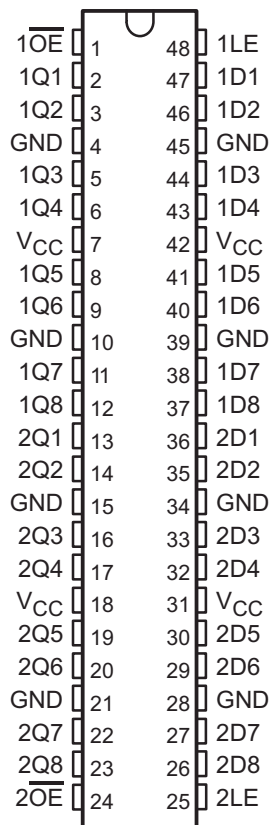 1O̅E̅ 1 48 1LE
1Q1 2 47 1D1
1Q2 3 46 1D2
GND 4 45 GND
1Q3 5 44 1D3
1Q4 6 43 1D4
VCC 7 42 VCC
1Q5 8 41 1D5
1Q6 9 40 1D6
GND 10 39 GND
1Q7 11 38 1D7
1Q8 12 37 1D8
2Q1 13 36 2D1
2Q2 14 35 2D2
GND 15 34 GND
2Q3 16 33 2D3
2Q4 17 32 2D4
VCC 18 31 VCC
2Q5 19 30 2D5
2Q6 20 29 2D6
GND 21 28 GND
2Q7 22 27 2D7
2Q8 23 26 2D8
2O̅E̅ 24 25 2LE